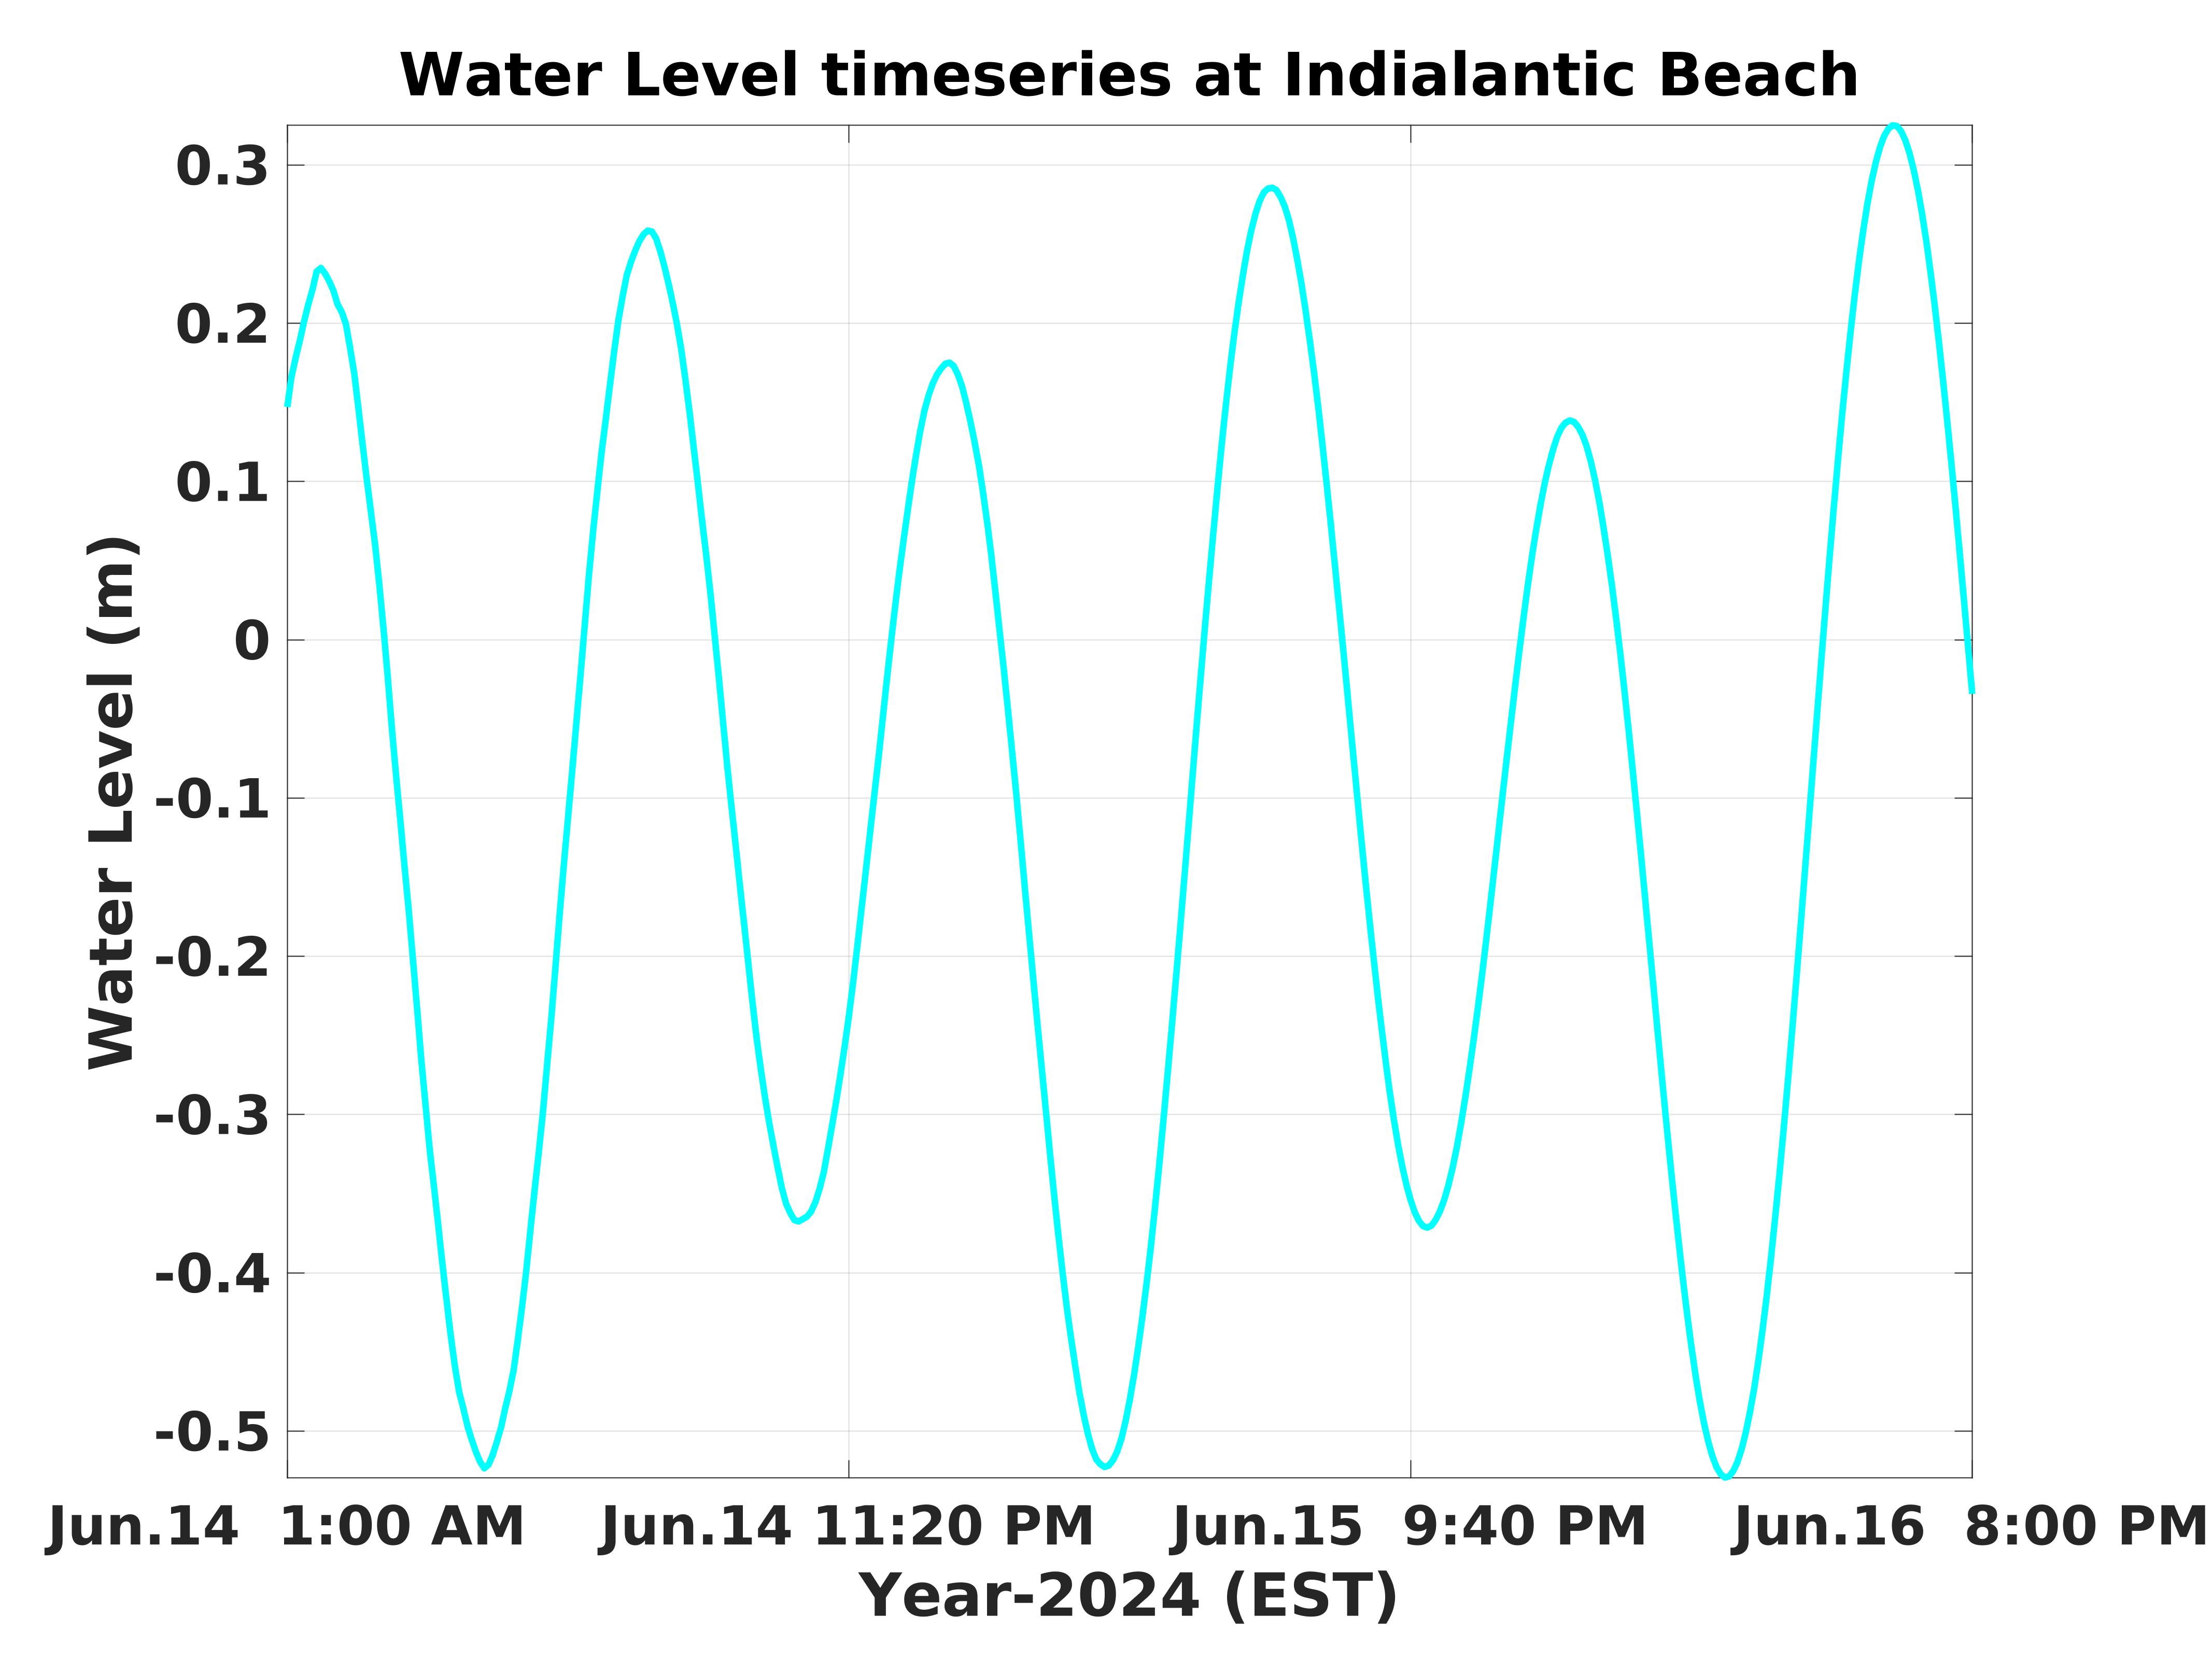 Water Level timeseries at Indialantic Beach
0.3
0.2
0.1
0
-0.1
-0.2
-0.3
-0.4
-0.5
Water Level (m)
Jun.14 1:00 AM Jun.14 11:20 PM Jun.15 9:40 PM Jun.16 8:00 PM
Year-2024 (EST)